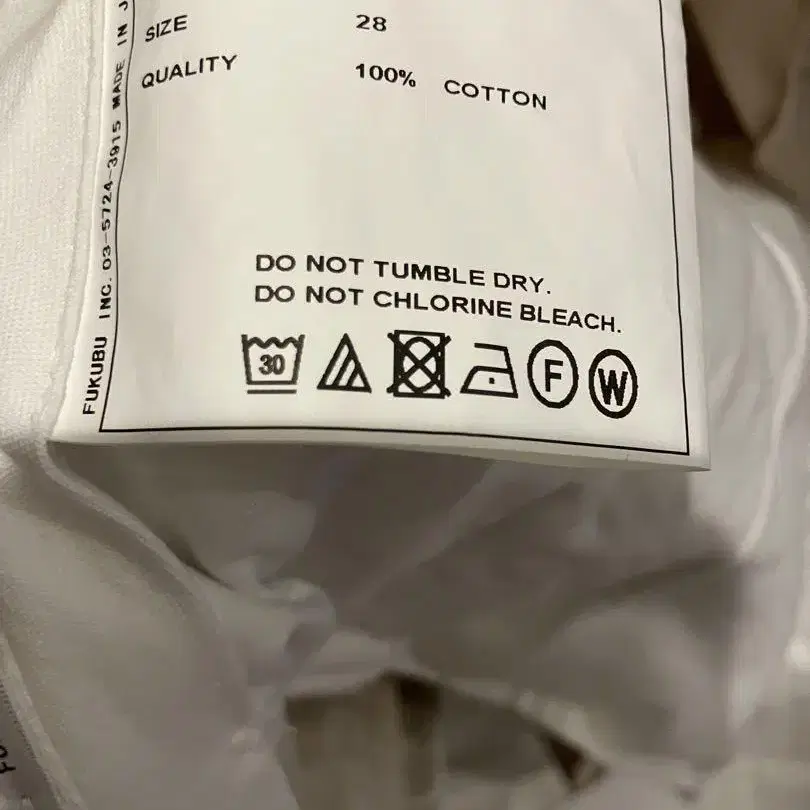 SIZE 28
QUALITY 100% COTTON
DO NOT TUMBLE DRY.
DO NOT CHLORINE BLEACH.
30
F
W
FUKUBU INC. 03-5724-3915 MADE IN J